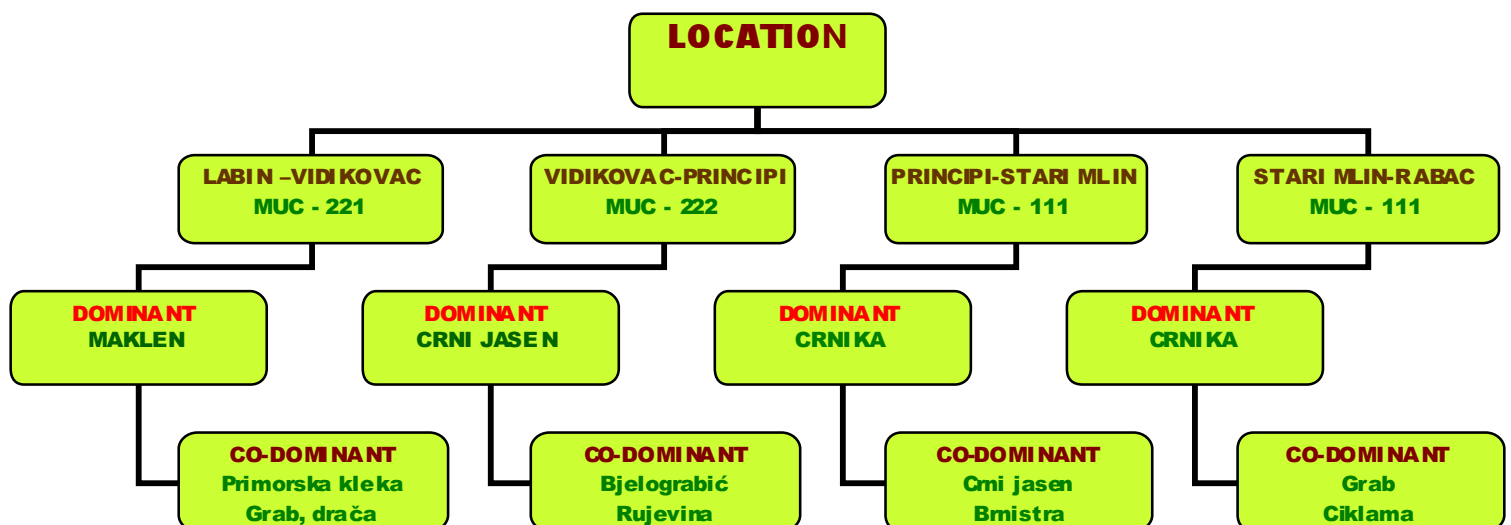 LOCATION
LABIN –VIDIKOVAC
MUC - 221
VIDIKOVAC-PRINCIPI
MUC - 222
PRINCIPI-STARI MLIN
MUC - 111
STARI MLIN-RABAC
MUC - 111
DOMINANT
MAKLEN
DOMINANT
CRNI JASEN
DOMINANT
CRNIKA
DOMINANT
CRNIKA
CO-DOMINANT
Primorska kleka
Grab, drača
CO-DOMINANT
Bjelograbić
Rujevina
CO-DOMINANT
Crni jasen
Brnistra
CO-DOMINANT
Grab
Ciklama